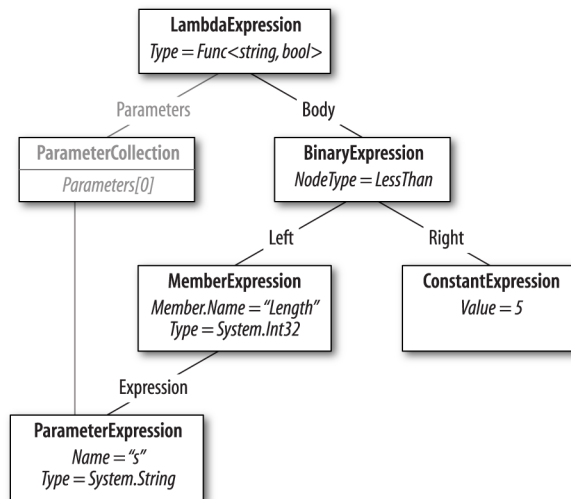 LambdaExpression
Type = Func<string, bool>
Parameters
Body
ParameterCollection
Parameters[0]
BinaryExpression
NodeType = LessThan
Left
Right
MemberExpression
Member.Name = “Length”
Type = System.Int32
ConstantExpression
Value = 5
Expression
ParameterExpression
Name = “s”
Type = System.String